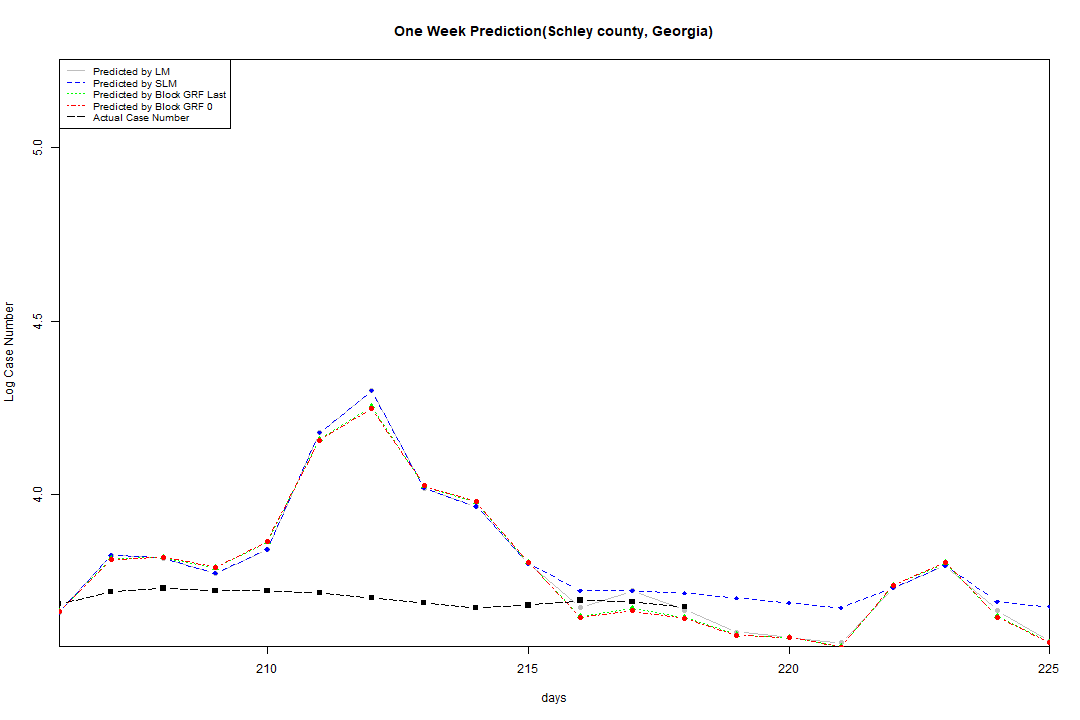 One Week Prediction(Schley county, Georgia)
Predicted by LM
Predicted by SLM
Predicted by Block GRF Last
Predicted by Block GRF 0
Actual Case Number
5.0
4.5
4.0
Log Case Number
210
215
220
225
days